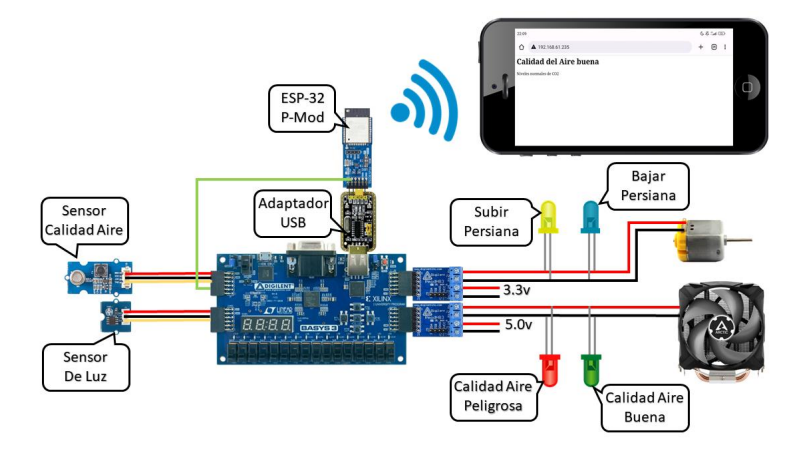 22:09
192.168.61.235
Calidad del Aire buena
Niveles normales de CO2
ESP-32
P-Mod
Bajar
Persiana
Sensor
Calidad Aire
Adaptador
USB
Subir
Persiana
DIGILENT
XILINX
3.3v
BASYS 3
5.0v
ARCTIC
Sensor
De Luz
Calidad Aire
Peligrosa
Calidad Aire
Buena